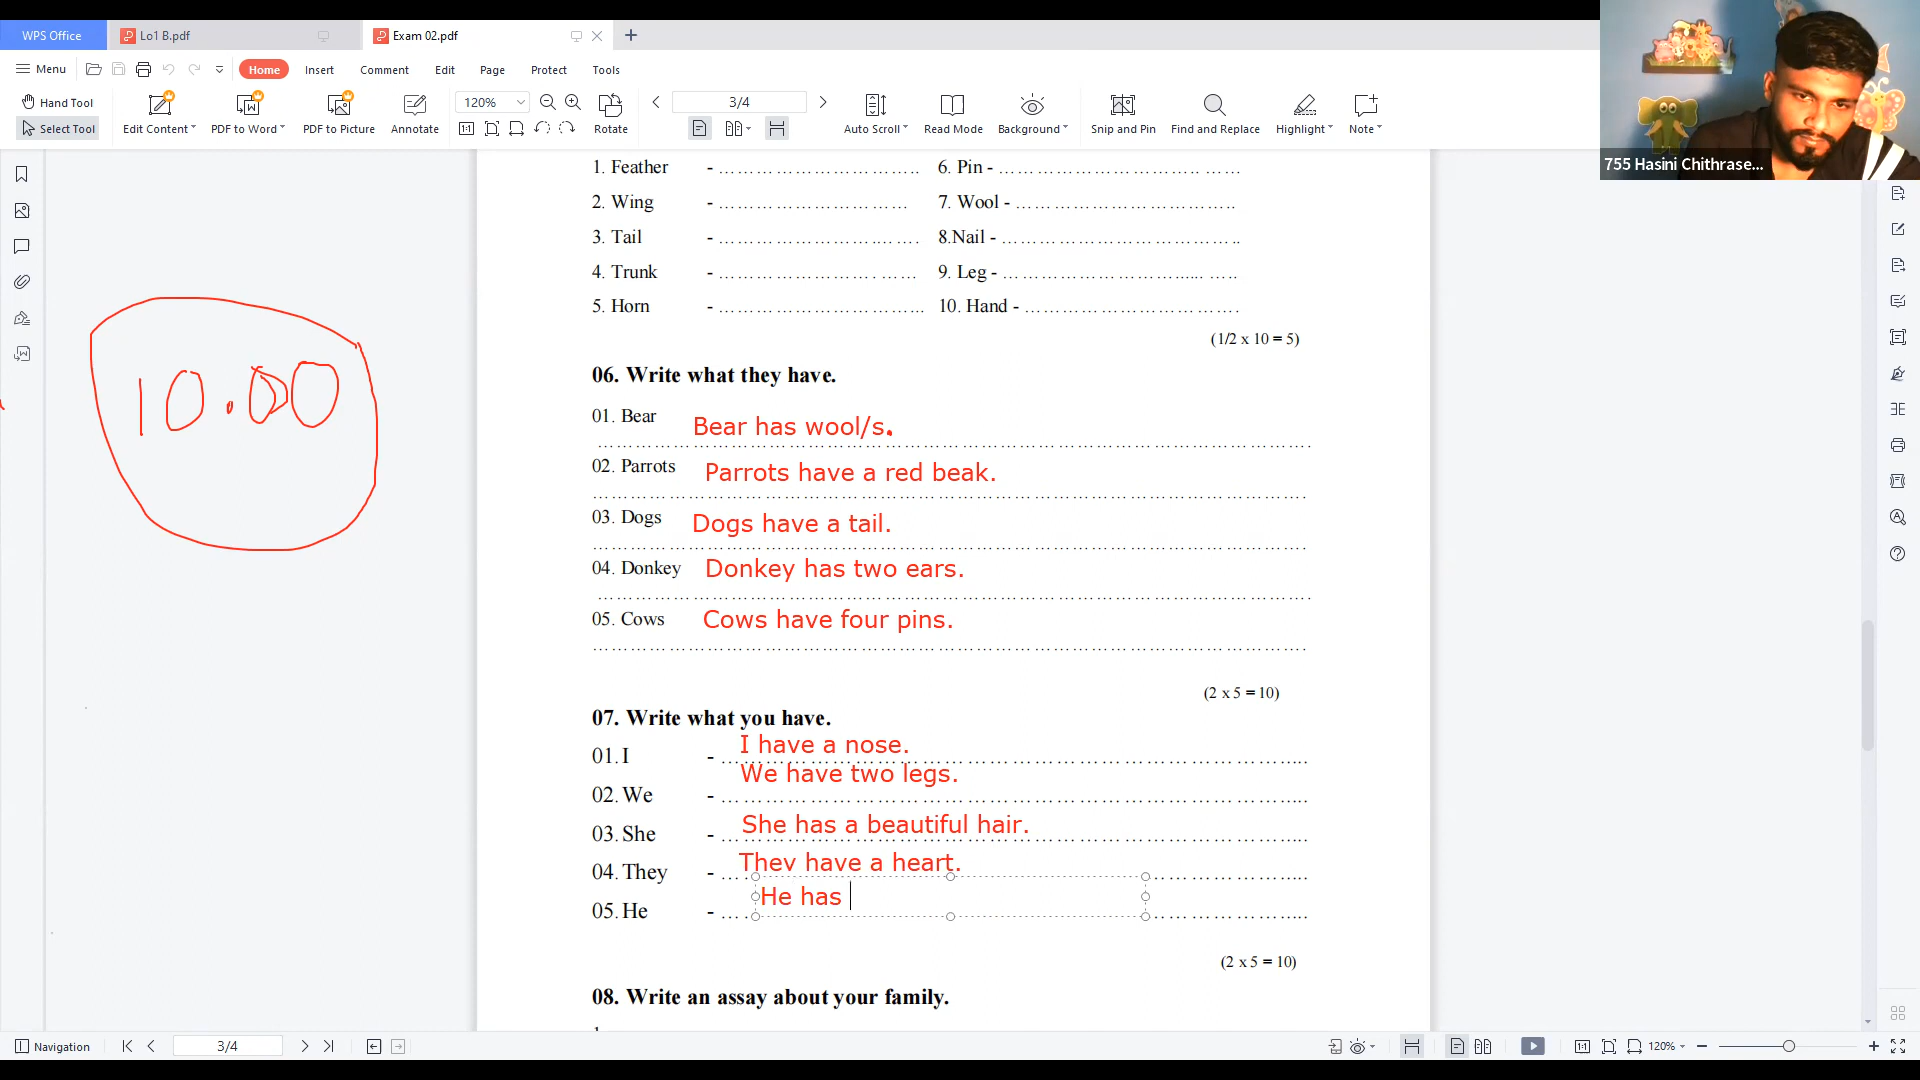 WPS Office
Lo1 B.pdf
Exam 02.pdf
Menu
Home
Insert
Comment
Edit
Page
Protect
Tools
Hand Tool
Select Tool
Edit Content
PDF to Word
PDF to Picture
Annotate
120%
Rotate
3/4
Auto Scroll
Read Mode
Background
Snip and Pin
Find and Replace
Highlight
Note
755 Hasini Chithrase...
1. Feather - ……………………….. 6. Pin - ………………………….. ……
2. Wing - ………………………… 7. Wool - ……………………………..
3. Tail - ……………………..……. 8.Nail - ………………………………..
4. Trunk - ……………………. …… 9. Leg - ………………………...... …..
5. Horn - …………………………... 10. Hand - …………………………….
(1/2 x 10 = 5)
10.00
06. Write what they have.
01. Bear Bear has wool/s.
02. Parrots Parrots have a red beak.
03. Dogs Dogs have a tail.
04. Donkey Donkey has two ears.
05. Cows Cows have four pins.
(2 x 5 = 10)
07. Write what you have.
01. I - I have a nose.
02. We - We have two legs.
03. She - She has a beautiful hair.
04. They - They have a heart.
05. He - He has
(2 x 5 = 10)
08. Write an assay about your family.
Navigation
3/4
120%